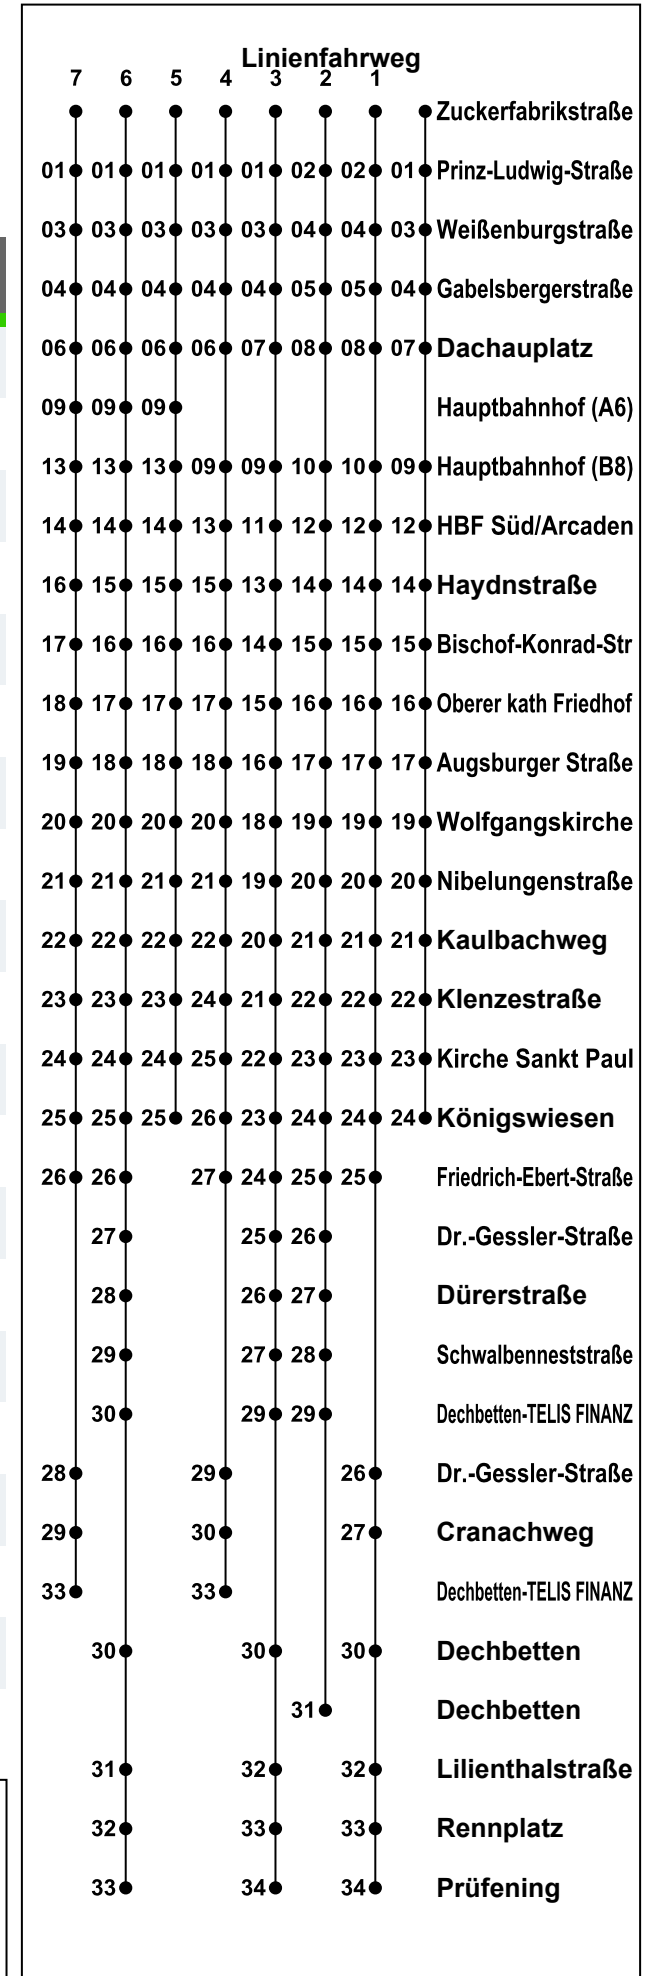 Linienfahrweg
7 6 5 4 3 2 1
Zuckerfabrikstraße
01 01 01 01 01 02 02 01 Prinz-Ludwig-Straße
03 03 03 03 03 04 04 03 Weißenburgstraße
04 04 04 04 04 05 05 04 Gabelsbergerstraße
06 06 06 06 07 08 08 07 Dachauplatz
09 09 09 Hauptbahnhof (A6)
13 13 13 09 09 10 10 09 Hauptbahnhof (B8)
14 14 14 13 11 12 12 12 HBF Süd/Arcaden
16 15 15 15 13 14 14 14 Haydnstraße
17 16 16 16 14 15 15 15 Bischof-Konrad-Str
18 17 17 17 15 16 16 16 Oberer kath Friedhof
19 18 18 18 16 17 17 17 Augsburger Straße
20 20 20 20 18 19 19 19 Wolfgangskirche
21 21 21 21 19 20 20 20 Nibelungenstraße
22 22 22 22 20 21 21 21 Kaulbachweg
23 23 23 24 21 22 22 22 Klenzestraße
24 24 24 25 22 23 23 23 Kirche Sankt Paul
25 25 25 26 23 24 24 24 Königswiesen
26 26 27 24 25 25 Friedrich-Ebert-Straße
27 25 26 Dr.-Gessler-Straße
28 26 27 Dürerstraße
29 27 28 Schwalbenneststraße
30 29 29 Dechbetten-TELIS FINANZ
28 29 26 Dr.-Gessler-Straße
29 30 27 Cranachweg
33 33 Dechbetten-TELIS FINANZ
30 30 30 Dechbetten
31 Dechbetten
31 32 32 Lilienthalstraße
32 33 33 Rennplatz
33 34 34 Prüfening